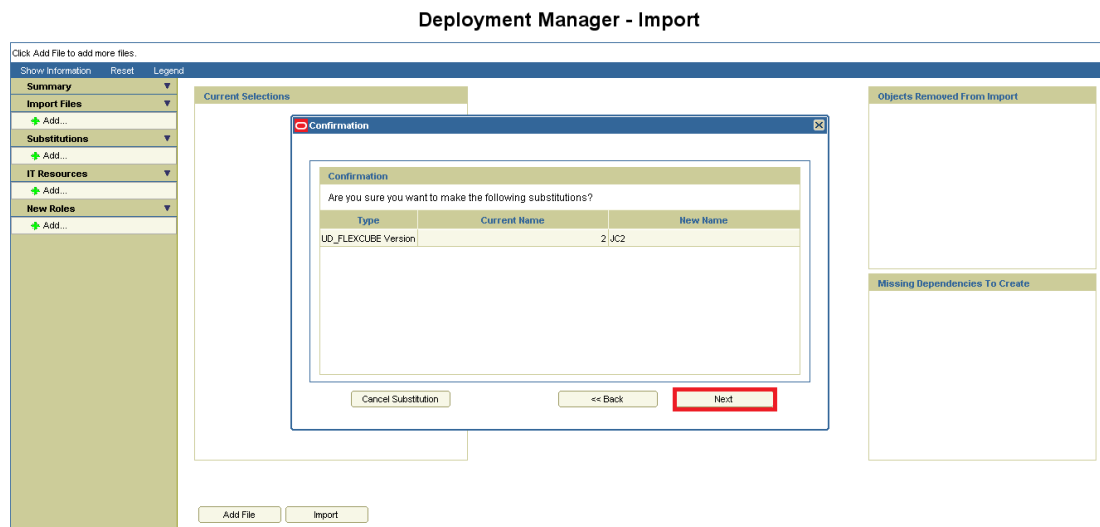 Deployment Manager - Import
Click Add File to add more files.
Show Information Reset Legend
Summary
Import Files
Add...
Substitutions
Add...
IT Resources
Add...
New Roles
Add...
Current Selections
Confirmation
Confirmation
Are you sure you want to make the following substitutions?
Type Current Name New Name
UD_FLEXCUBE Version 2 JC2
Cancel Substitution << Back Next
Objects Removed From Import
Missing Dependencies To Create
Add File Import